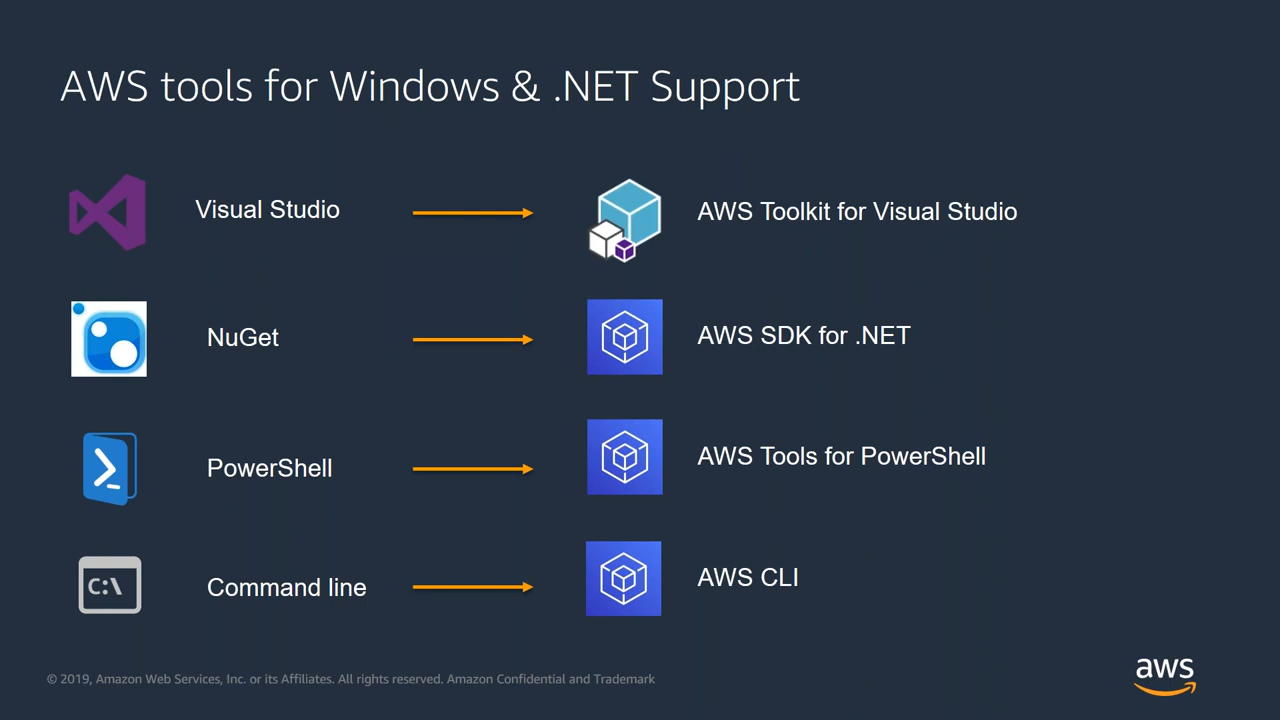 AWS tools for Windows & .NET Support
Visual Studio
AWS Toolkit for Visual Studio
NuGet
AWS SDK for .NET
PowerShell
AWS Tools for PowerShell
C:\
Command line
AWS CLI
© 2019, Amazon Web Services, Inc. or its Affiliates. All rights reserved. Amazon Confidential and Trademark
aws